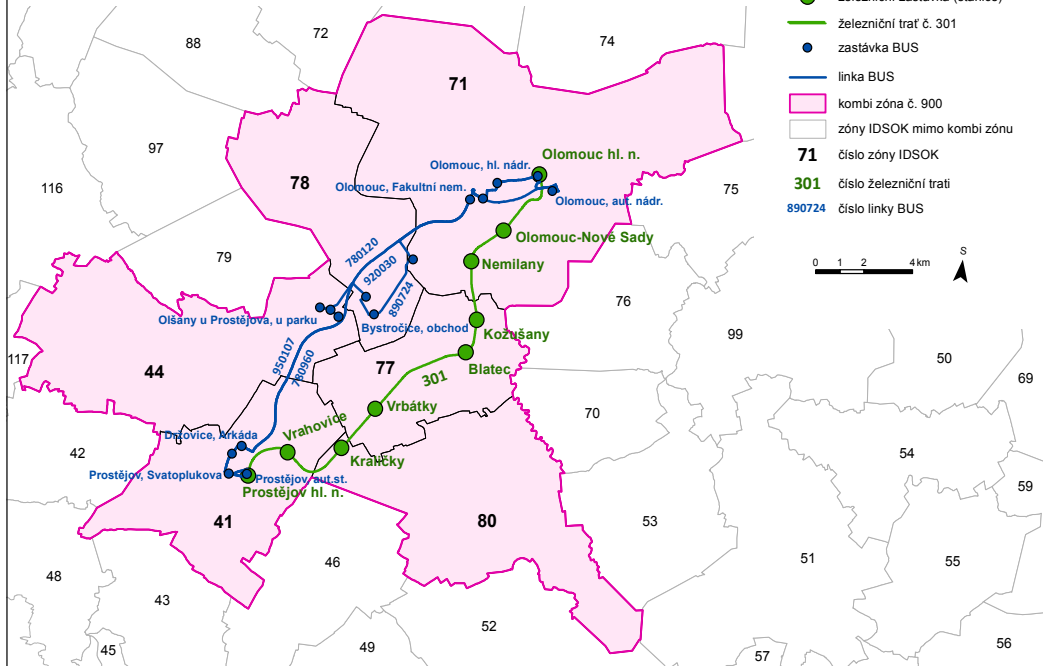 železniční zastávka (stanice)
železniční trať č. 301
zastávka BUS
linka BUS
kombi zóna č. 900
zóny IDSOK mimo kombi zónu
71 číslo zóny IDSOK
301 číslo železniční trati
890724 číslo linky BUS
0 1 2 4 km
S
88
72
74
71
97
116
78
Olomouc hl. n.
Olomouc, hl. nádr.
Olomouc, Fakultní nem.
Olomouc, aut. nádr.
75
79
Olomouc-Nové Sady
780120
920030
890724
Nemilany
76
Olšany u Prostějova, u parku
Bystročice, obchod
Kožušany
99
117
44
950107
780960
77
301
Blatec
50
69
Vrbátky
70
42
Držovice, Arkáda
Vrahovice
Kraličky
54
Prostějov, Svatoplukova
Prostějov, aut.st.
Prostějov hl. n.
59
41
80
53
51
55
46
48
43
52
45
49
57
56